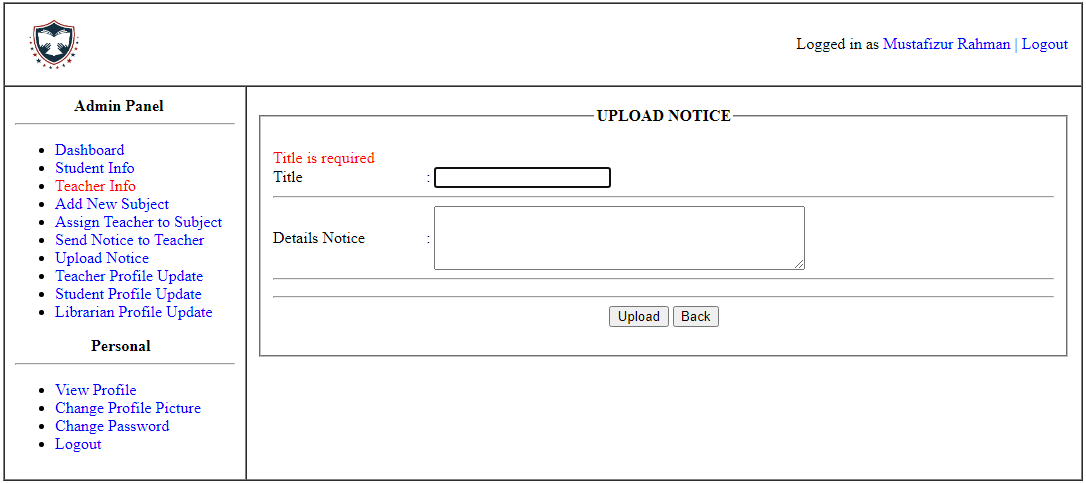 Logged in as Mustafizur Rahman | Logout
Admin Panel
Dashboard
Student Info
Teacher Info
Add New Subject
Assign Teacher to Subject
Send Notice to Teacher
Upload Notice
Teacher Profile Update
Student Profile Update
Librarian Profile Update
Personal
View Profile
Change Profile Picture
Change Password
Logout
UPLOAD NOTICE
Title is required
Title :
Details Notice :
Upload Back